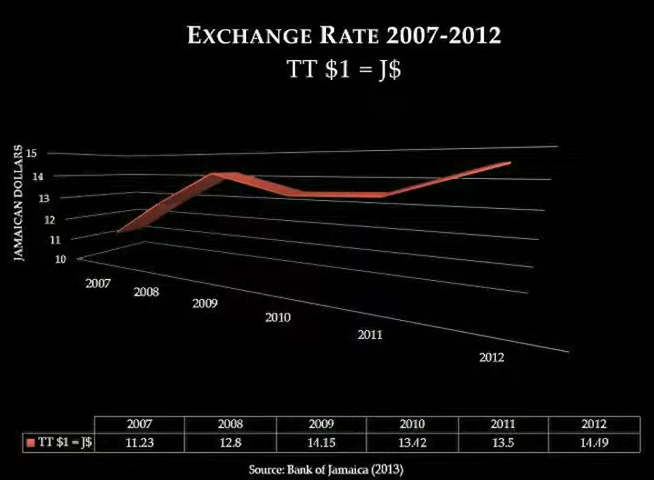 EXCHANGE RATE 2007-2012
TT $1 = J$
JAMAICAN DOLLARS
15
14
13
12
11
10
2007
2008
2009
2010
2011
2012
2007 2008 2009 2010 2011 2012
TT $1 = J$ 11.23 12.8 14.15 13.42 13.5 14.49
Source: Bank of Jamaica (2013)